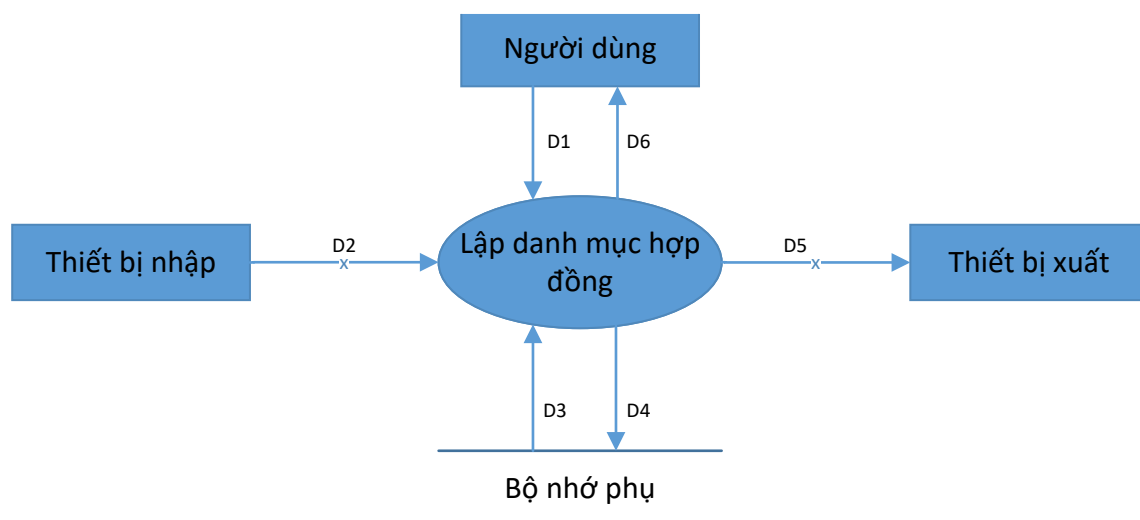 Người dùng
D1
D6
Thiết bị nhập
D2
x
Lập danh mục hợp
đồng
D5
x
Thiết bị xuất
D3
D4
Bộ nhớ phụ